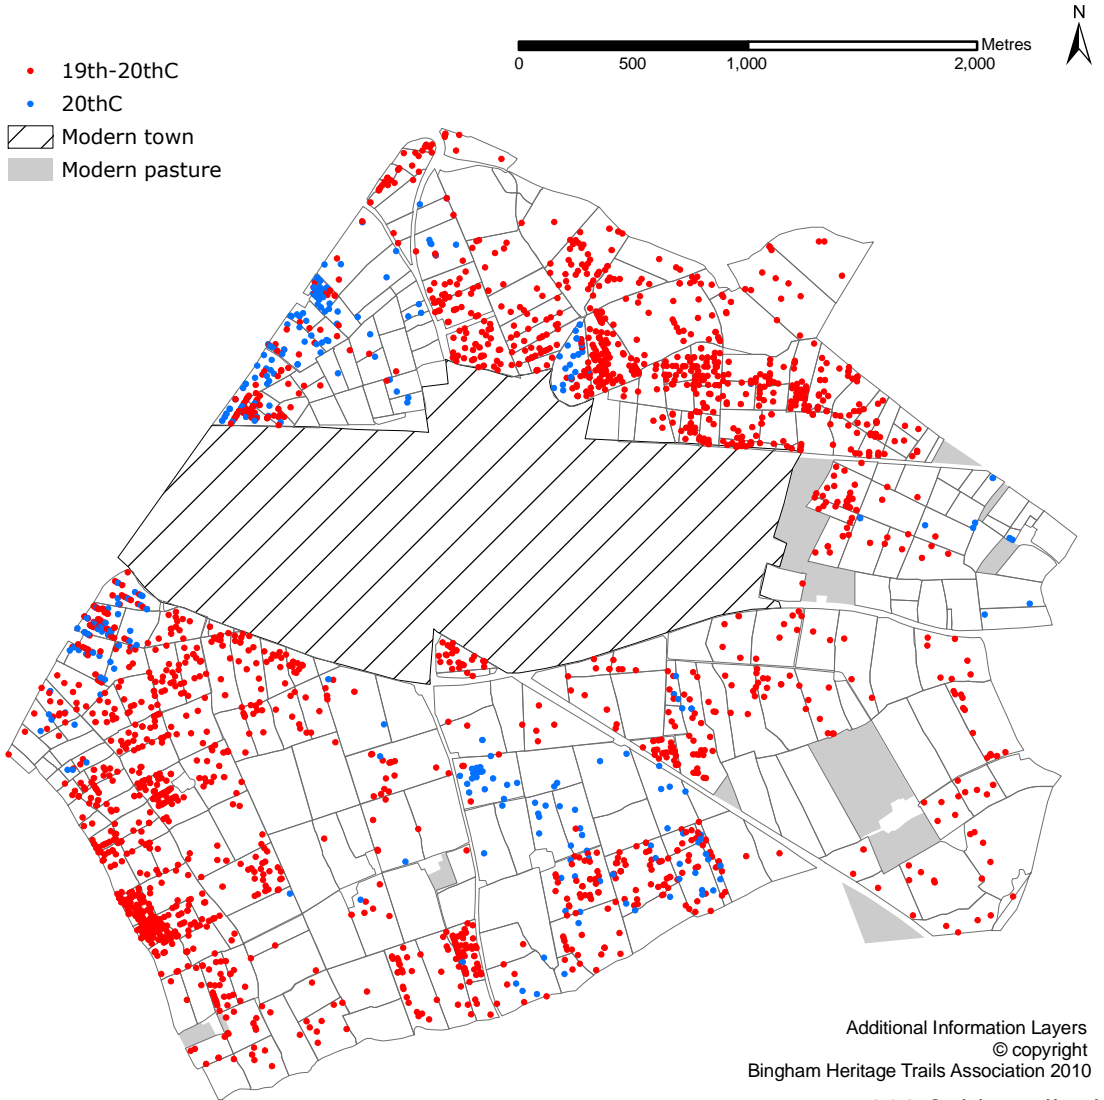 N
Metres
0 500 1,000 2,000
19th-20thC
20thC
Modern town
Modern pasture
Additional Information Layers
© copyright
Bingham Heritage Trails Association 2010